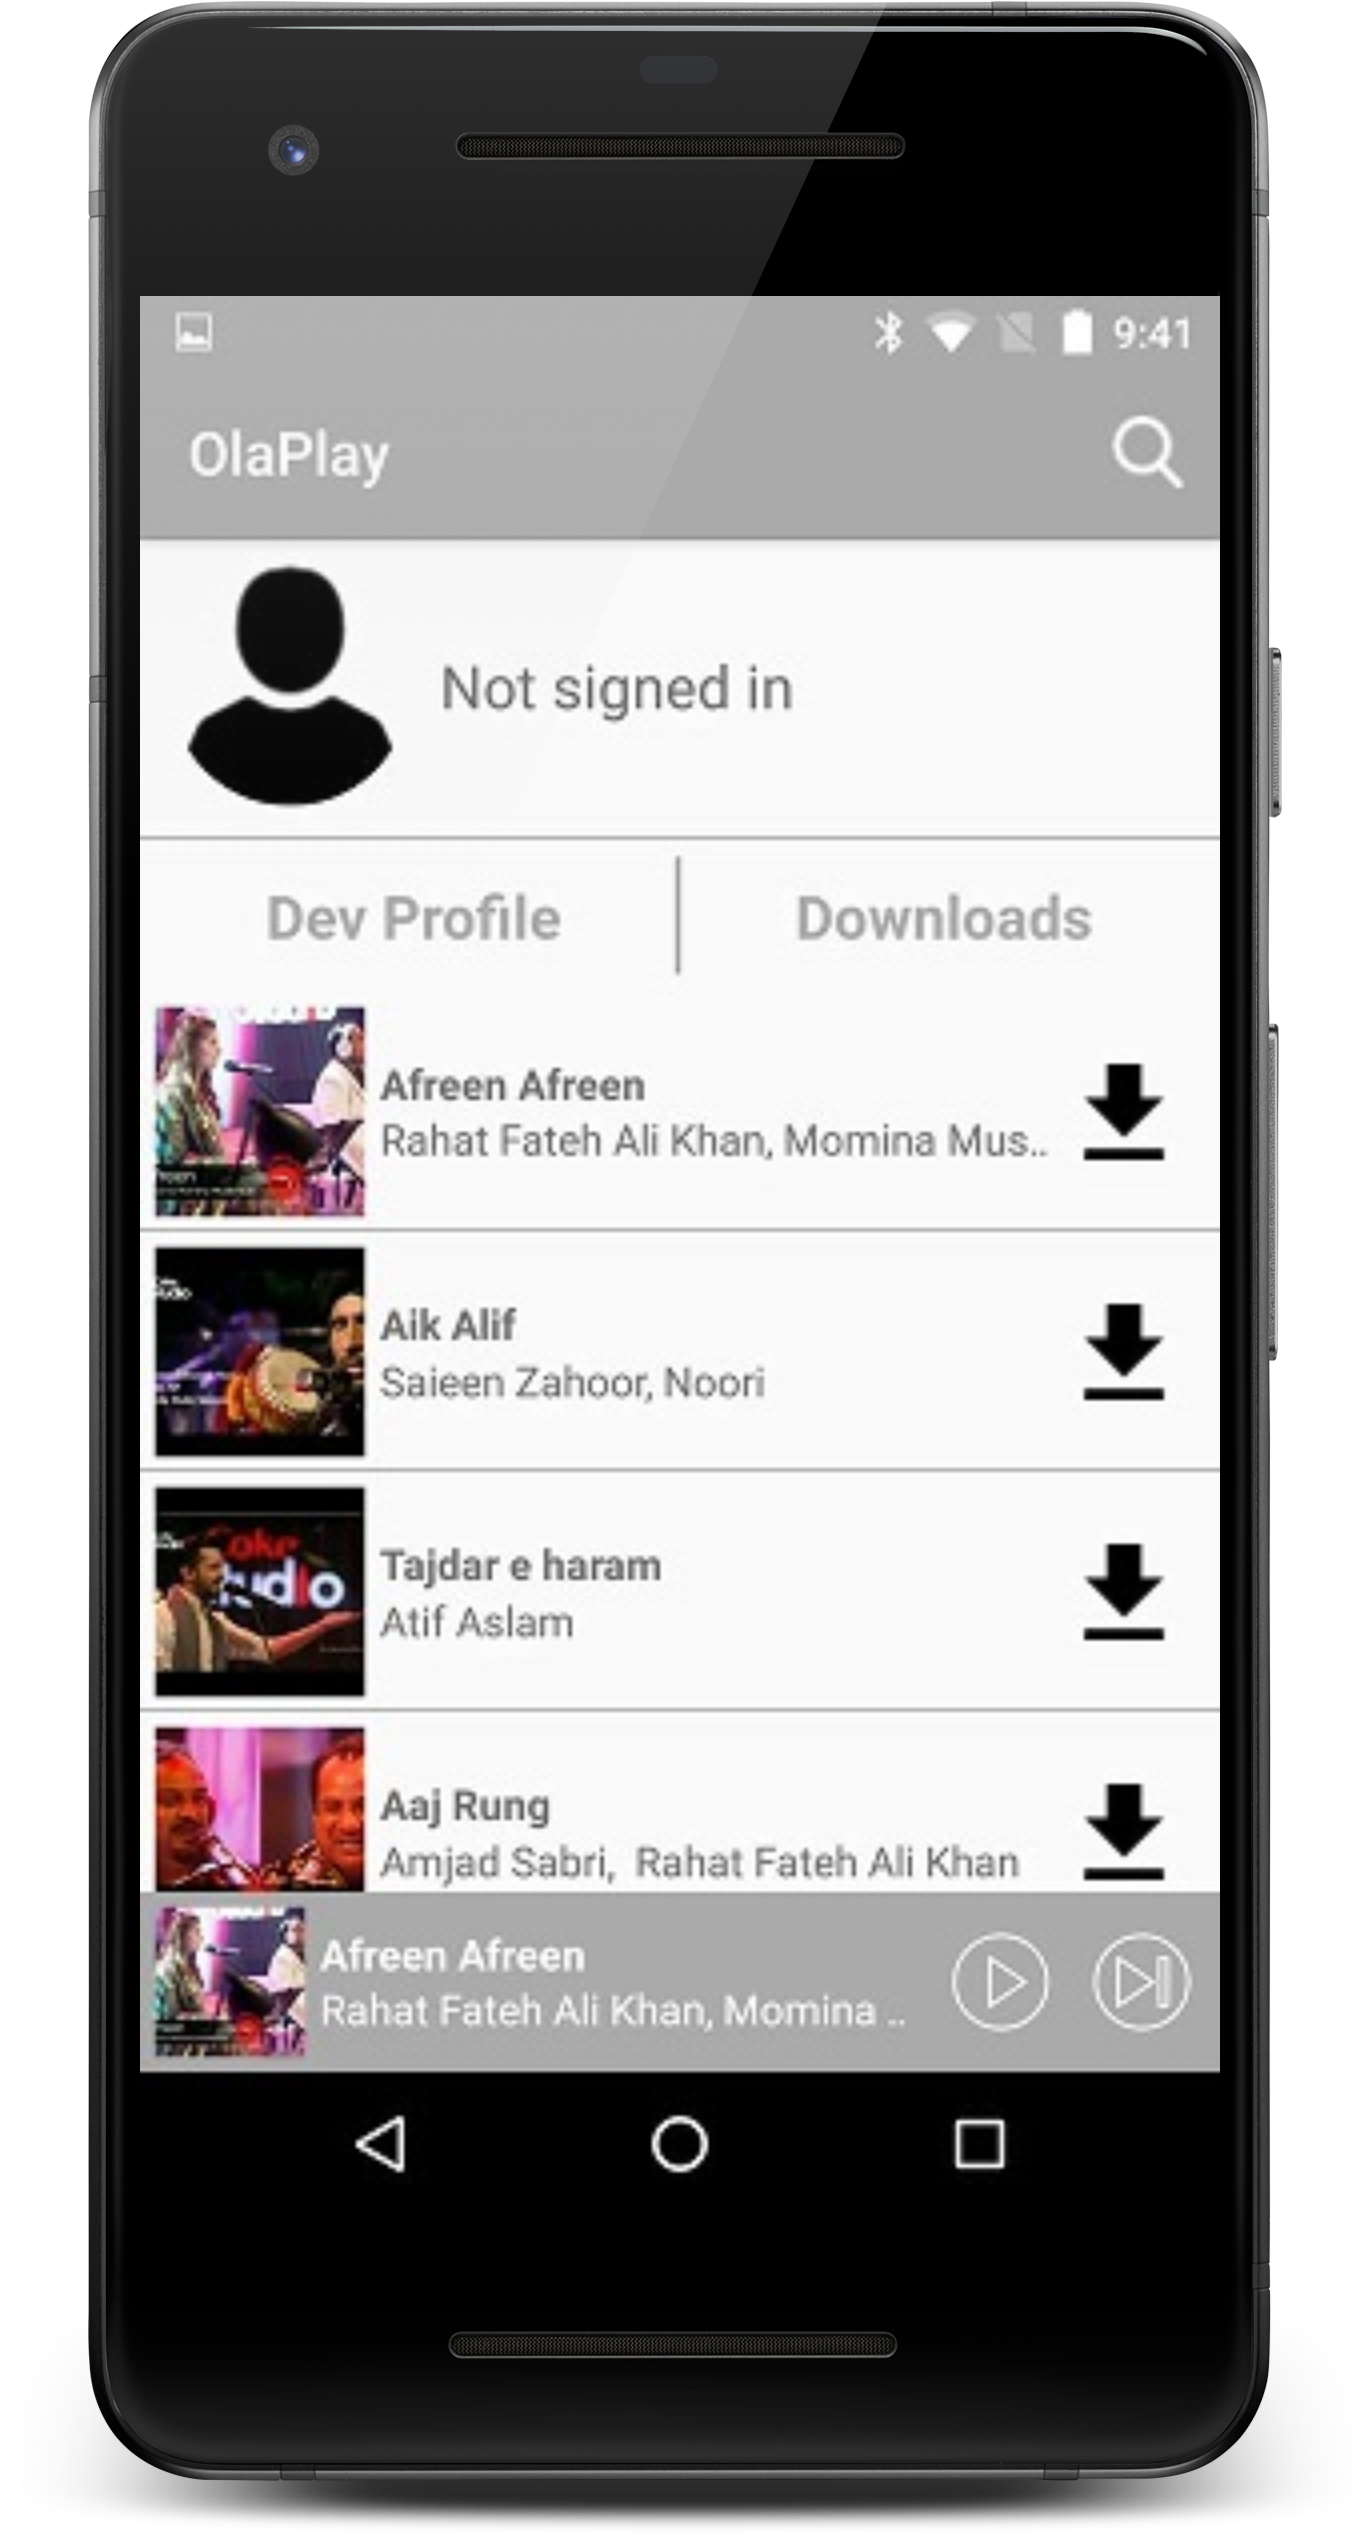 9:41
OlaPlay
Not signed in
Dev Profile
Downloads
Afreen Afreen
Rahat Fateh Ali Khan, Momina Mus..
Aik Alif
Saieen Zahoor, Noori
Tajdar e haram
Atif Aslam
Aaj Rung
Amjad Sabri,  Rahat Fateh Ali Khan
Afreen Afreen
Rahat Fateh Ali Khan, Momina ..